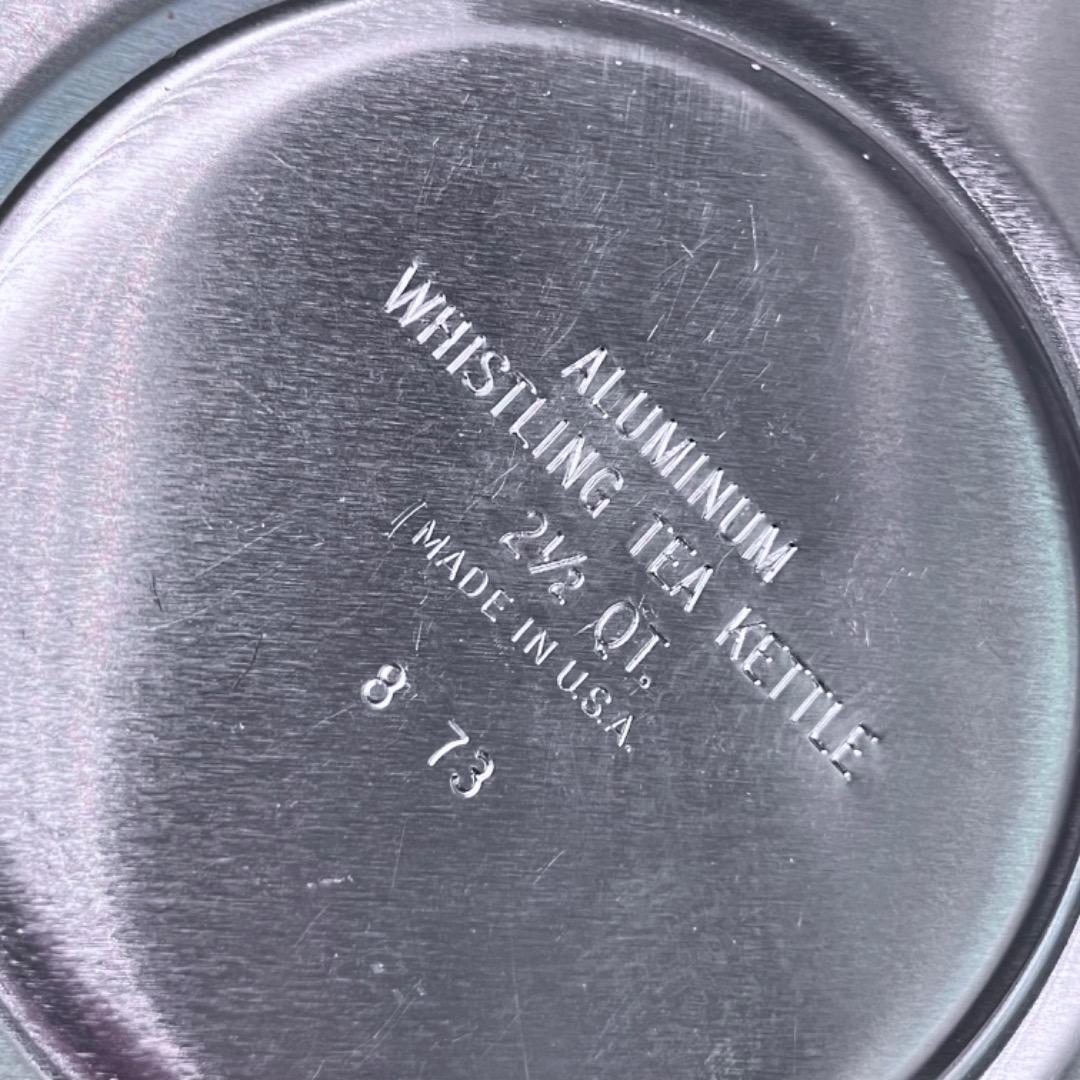 ALUMINUM
WHISTLING TEA KETTLE
2½ QT.
MADE IN U.S.A.
8 73